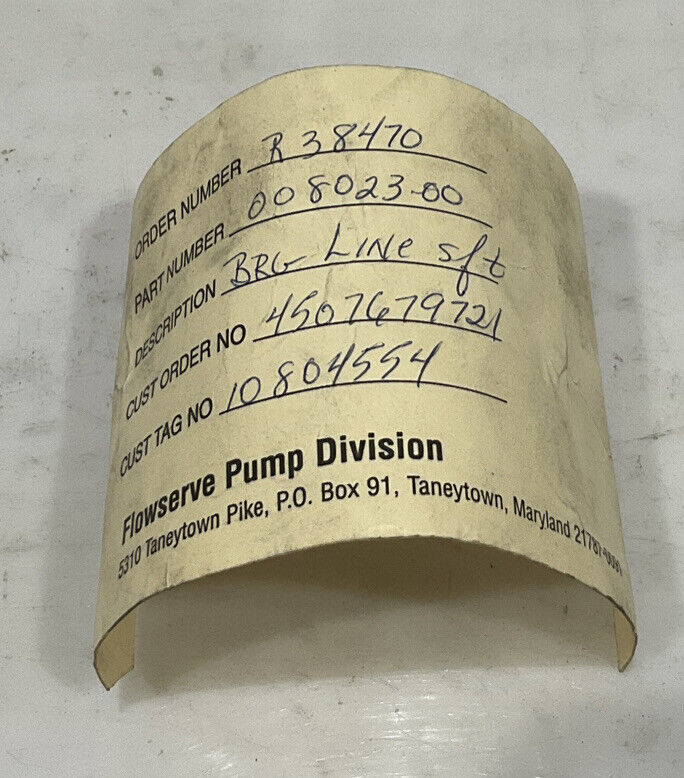 ORDER NUMBER R 38470
PART NUMBER 008023-00
DESCRIPTION BRG LINE sft
CUST ORDER NO 4507679721
CUST TAG NO 10804554
Flowserve Pump Division
5310 Taneytown Pike, P.O. Box 91, Taneytown, Maryland